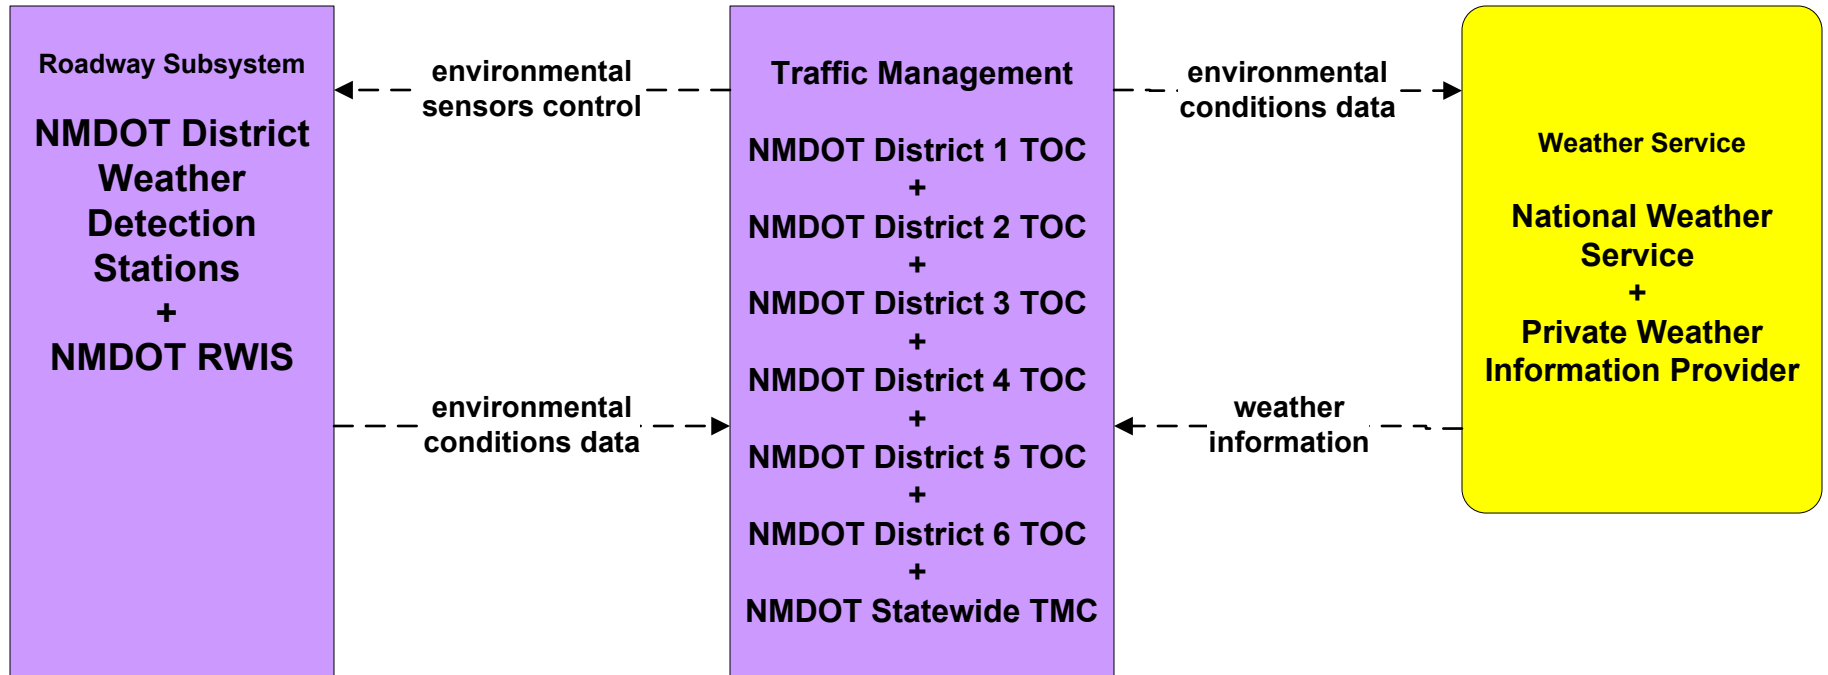 Roadway Subsystem
NMDOT District
Weather
Detection
Stations
+
NMDOT RWIS
environmental
sensors control
environmental
conditions data
Traffic Management
NMDOT District 1 TOC
+
NMDOT District 2 TOC
+
NMDOT District 3 TOC
+
NMDOT District 4 TOC
+
NMDOT District 5 TOC
+
NMDOT District 6 TOC
+
NMDOT Statewide TMC
environmental
conditions data
weather
information
Weather Service
National Weather
Service
+
Private Weather
Information Provider